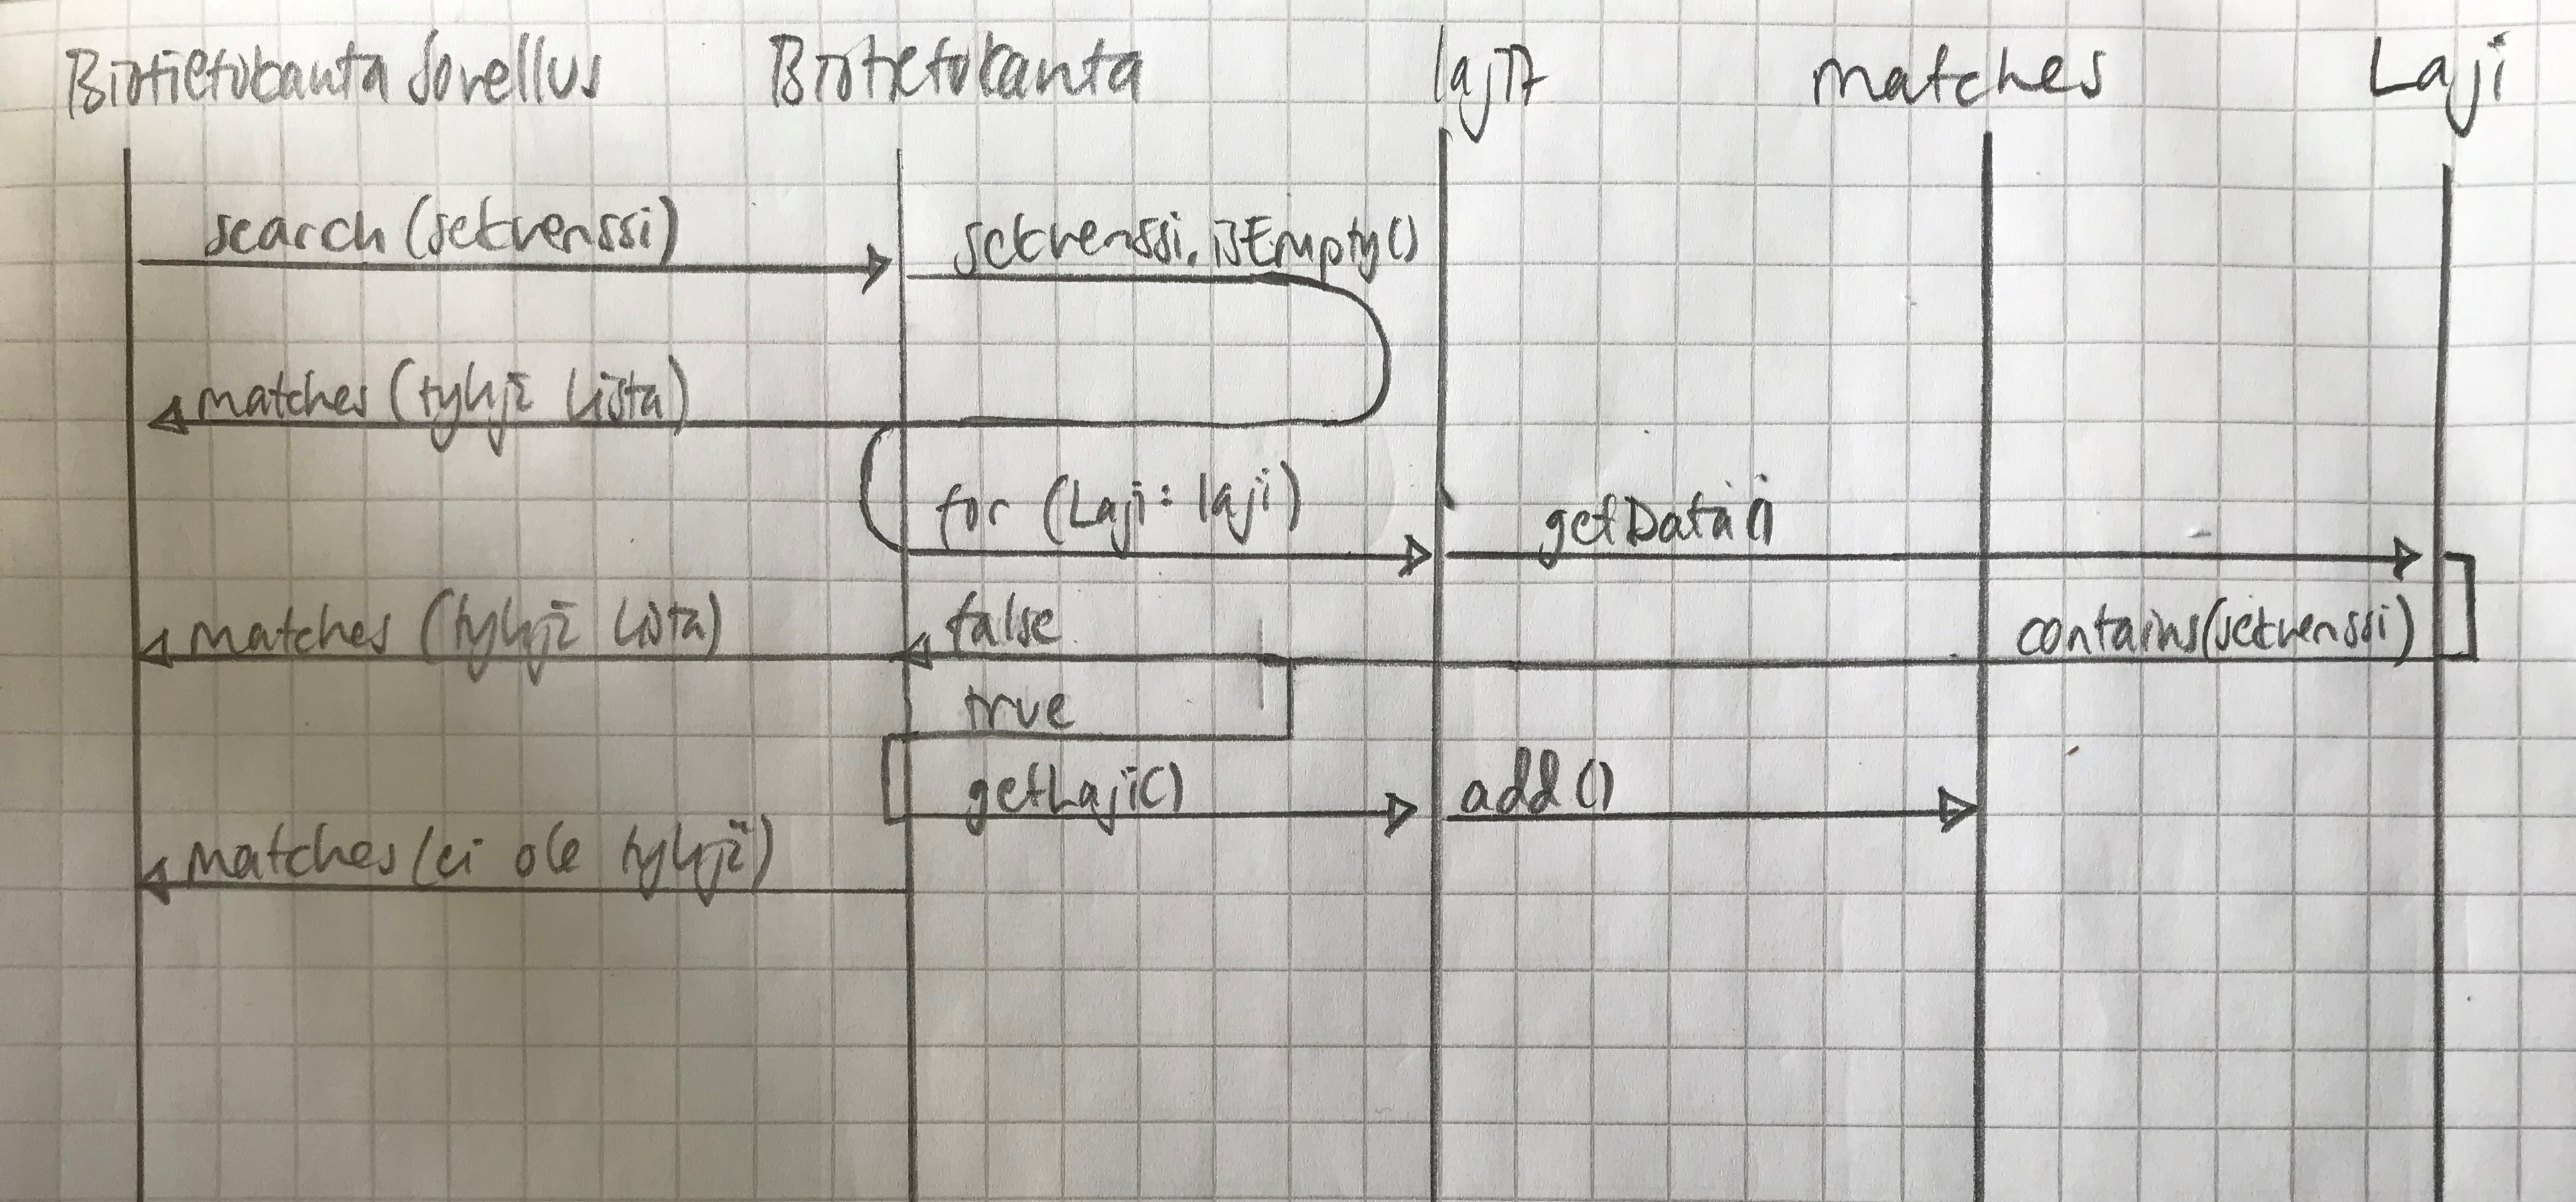 Biotietokanta Sovellus Biotietokanta lajit matches Laji
search (sekvenssi) sekvenssi.isEmpty()
matches (tyhjä lista)
for (Laji: laji) getData()
matches (tyhjä lista) false contains(sekvenssi)
true
getLaji() add()
matches (ei ole tyhjä)